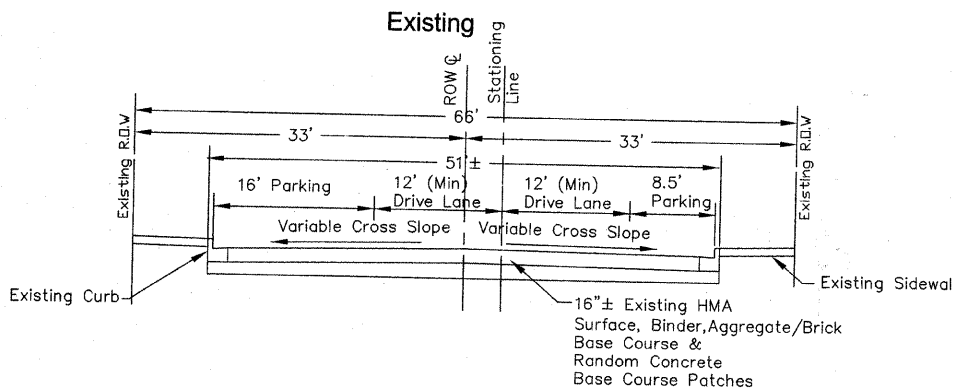 Existing
ROW ℄
Stationing
Line
66'
33'
33'
51'±
Existing R.O.W
Existing R.O.W
16' Parking
12' (Min)
Drive Lane
12' (Min)
Drive Lane
8.5'
Parking
Variable Cross Slope
Variable Cross Slope
Existing Curb
Existing Sidewal
16"± Existing HMA
Surface, Binder,Aggregate/Brick
Base Course &
Random Concrete
Base Course Patches